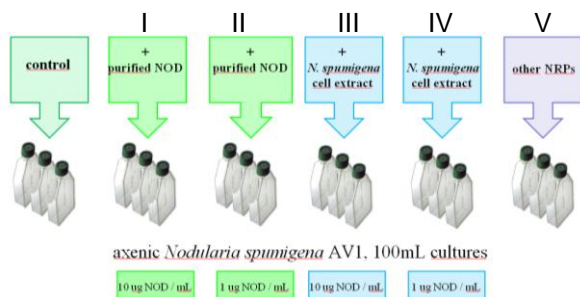 I II III IV V
control
+
purified NOD
+
purified NOD
+
N. spumigena
cell extract
+
N. spumigena
cell extract
other NRPs
axenic Nodularia spumigena AV1, 100mL cultures
10 ug NOD / mL
1 ug NOD / mL
10 ug NOD / mL
1 ug NOD / mL